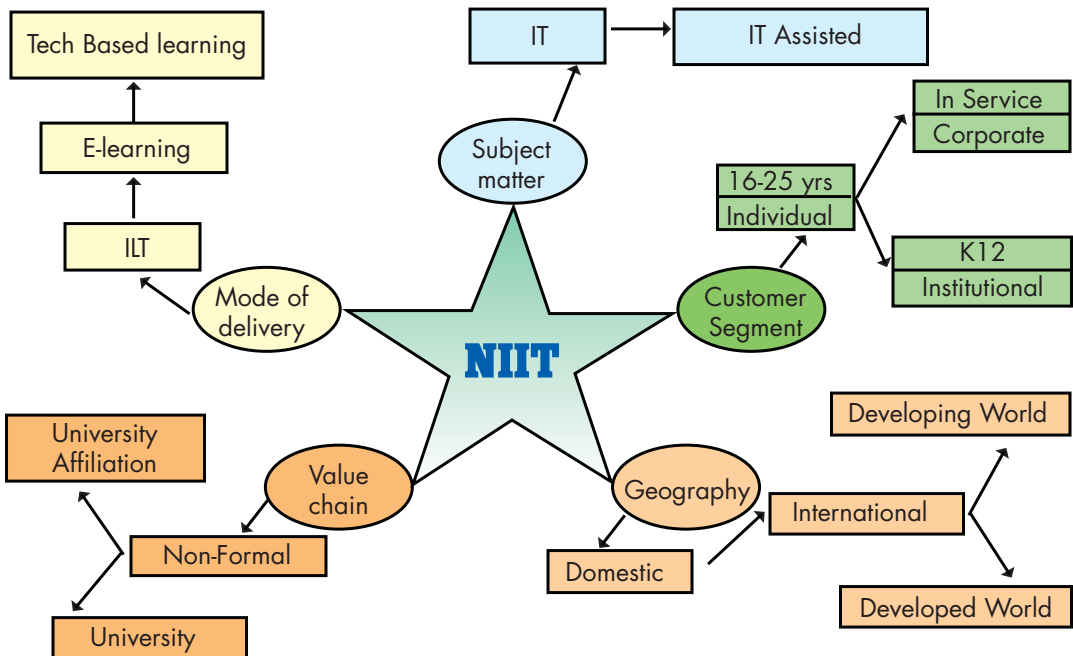 Tech Based learning
E-learning
ILT
Mode of
delivery
IT
IT Assisted
Subject
matter
In Service
Corporate
16-25 yrs
Individual
K12
Institutional
Customer
Segment
NIIT
University
Affiliation
Value
chain
Non-Formal
University
Geography
Domestic
International
Developing World
Developed World